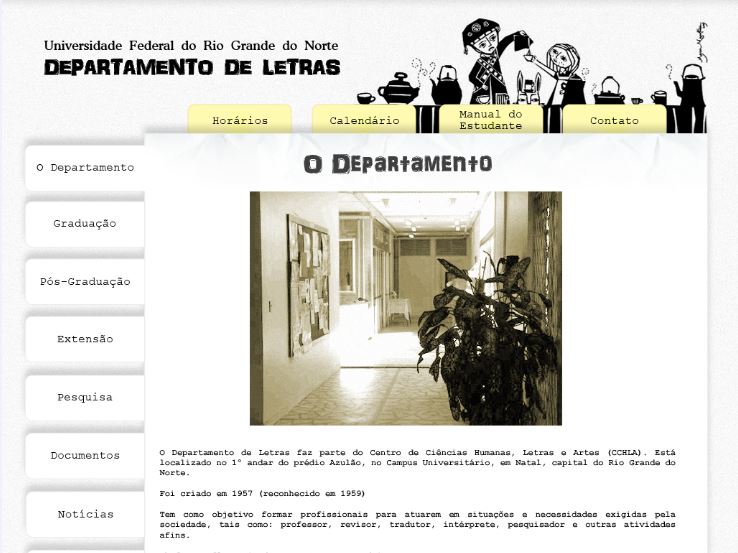 Universidade Federal do Rio Grande do Norte
DEPARTAMENTO DE LETRAS
Horários
Calendário
Manual do
Estudante
Contato
O Departamento
Graduação
Pós-Graduação
Extensão
Pesquisa
Documentos
Notícias
O Departamento
O Departamento de Letras faz parte do Centro de Ciências Humanas, Letras e Artes (CCHLA). Está
localizado no 1º andar do prédio Azulão, no Campus Universitário, em Natal, capital do Rio Grande do
Norte.
Foi criado em 1957 (reconhecido em 1959)
Tem como objetivo formar profissionais para atuarem em situações e necessidades exigidas pela
sociedade, tais como: professor, revisor, tradutor, intérprete, pesquisador e outras atividades
afins.